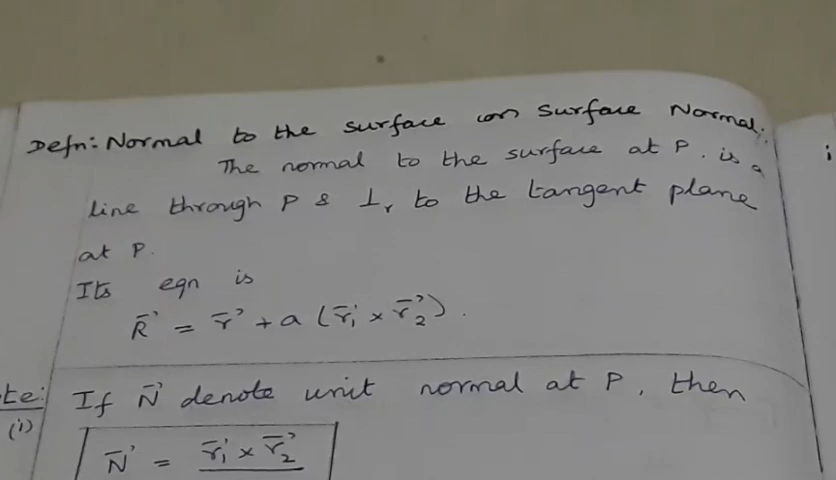 Defn: Normal to the surface (or) Surface Normal:
The normal to the surface at P. is a
line through P & ⊥r to the tangent plane
at P.
Its eqn is
R⃗ = r⃗ + a (r⃗₁ × r⃗₂).
te: If N⃗ denote unit normal at P, then
(i)
N⃗ = r⃗₁ × r⃗₂